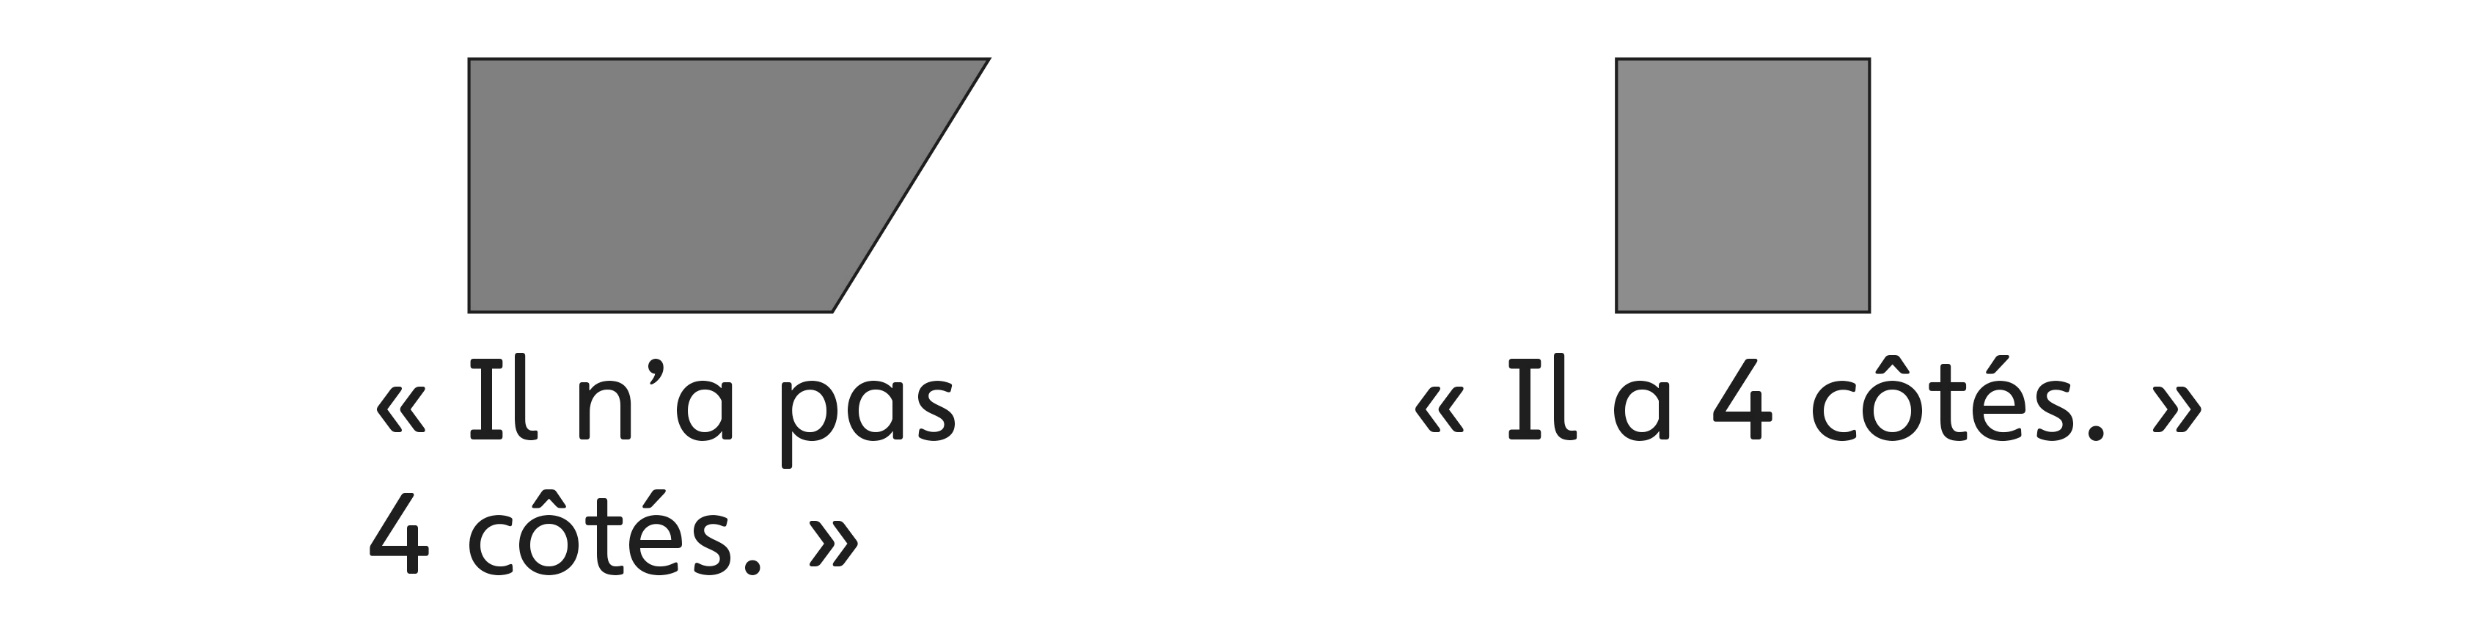 « Il n’a pas
4 côtés. »
« Il a 4 côtés. »